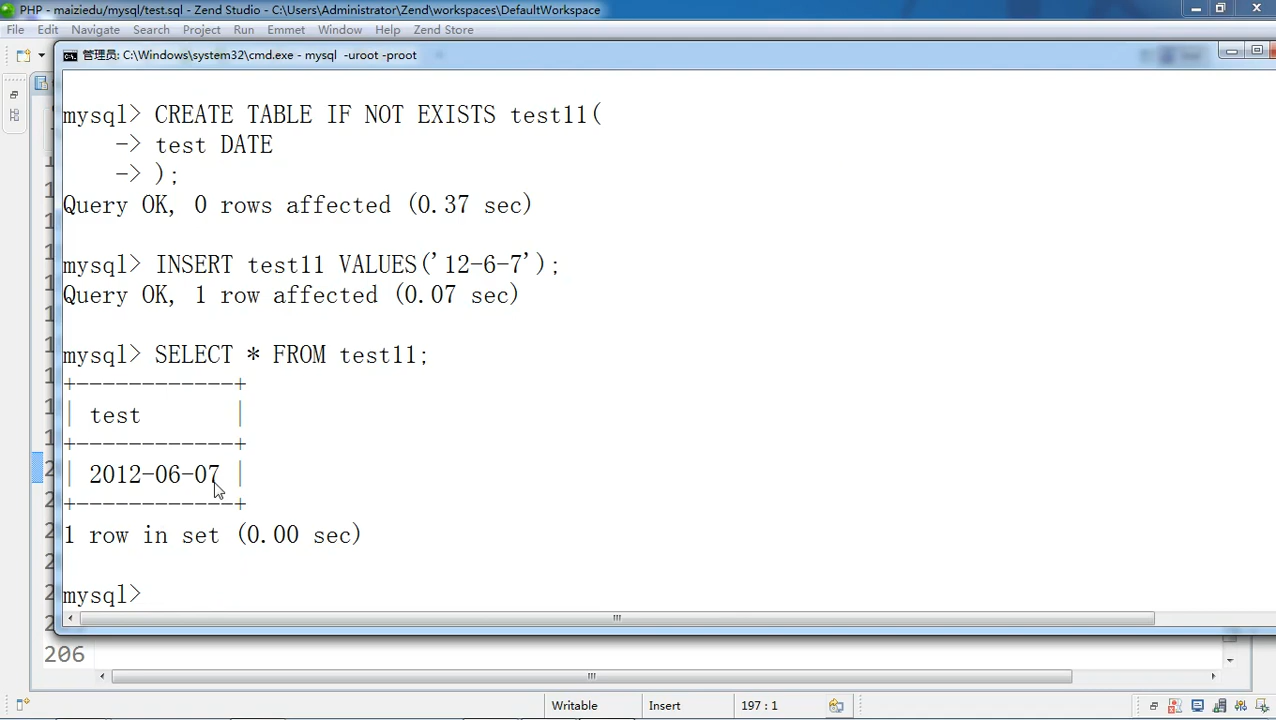 PHP - maiziedu/mysql/test.sql - Zend Studio - C:\Users\Administrator\Zend\workspaces\DefaultWorkspace
File Edit Navigate Search Project Run Emmet Window Help Zend Store
管理员: C:\Windows\system32\cmd.exe - mysql -uroot -proot
mysql> CREATE TABLE IF NOT EXISTS test11(
-> test DATE
-> );
Query OK, 0 rows affected (0.37 sec)
mysql> INSERT test11 VALUES('12-6-7');
Query OK, 1 row affected (0.07 sec)
mysql> SELECT * FROM test11;
+------------+
| test       |
+------------+
| 2012-06-07 |
+------------+
1 row in set (0.00 sec)
mysql>
206
Writable Insert 197 : 1